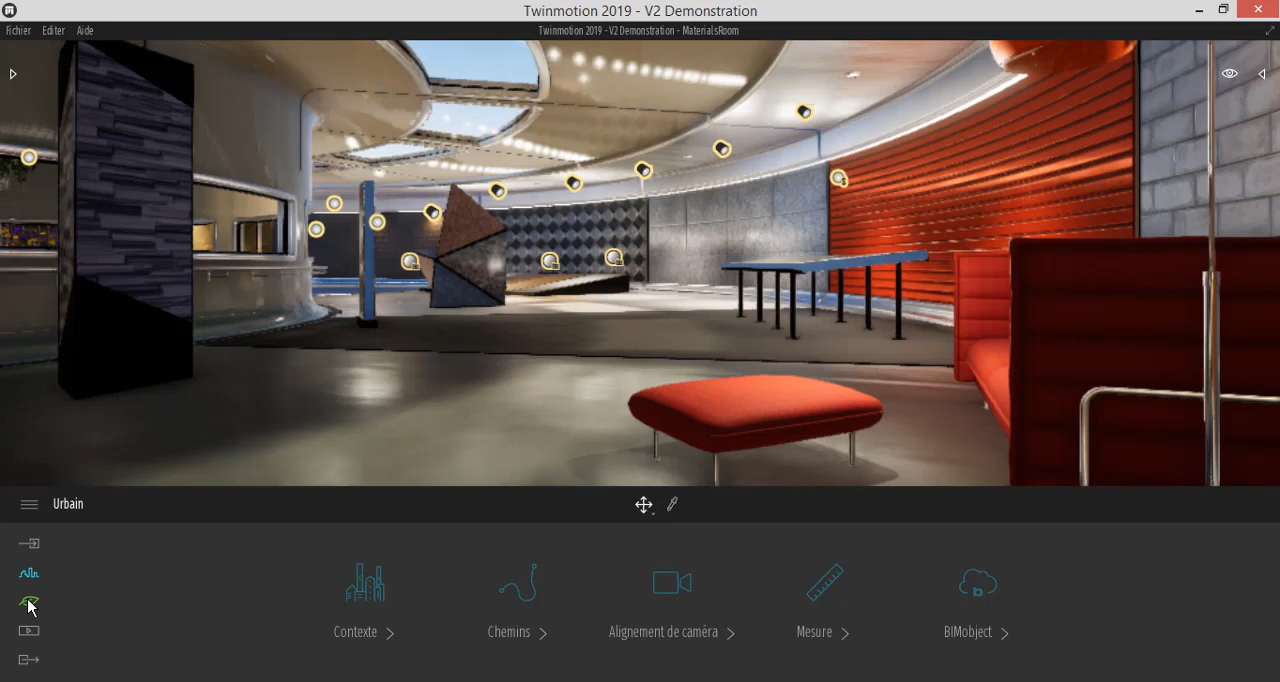 Twinmotion 2019 - V2 Demonstration
Fichier Editer Aide
Twinmotion 2019 - V2 Demonstration - MaterialsRoom
Urbain
Contexte
Chemins
Alignement de caméra
Mesure
BIMobject